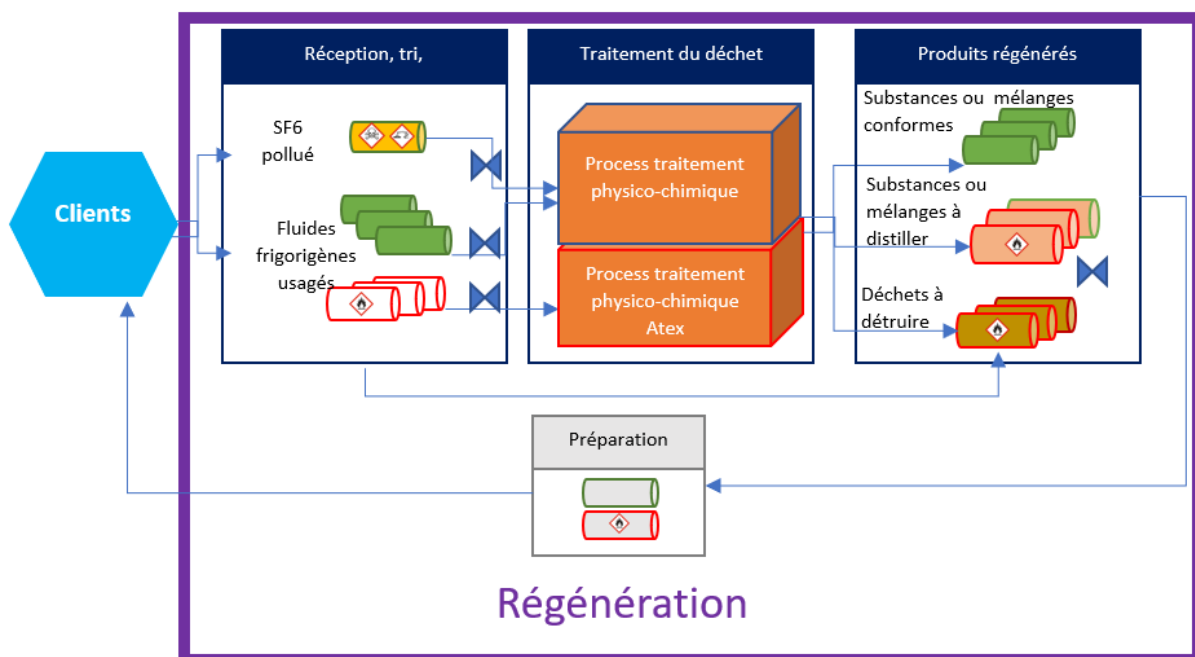 Réception, tri,
Traitement du déchet
Produits régénérés
SF6
pollué
Fluides
frigorigènes
usagés
Clients
Process traitement
physico-chimique
Process traitement
physico-chimique
Atex
Substances ou mélanges
conformes
Substances ou
mélanges à
distiller
Déchets à
détruire
Préparation
Régénération